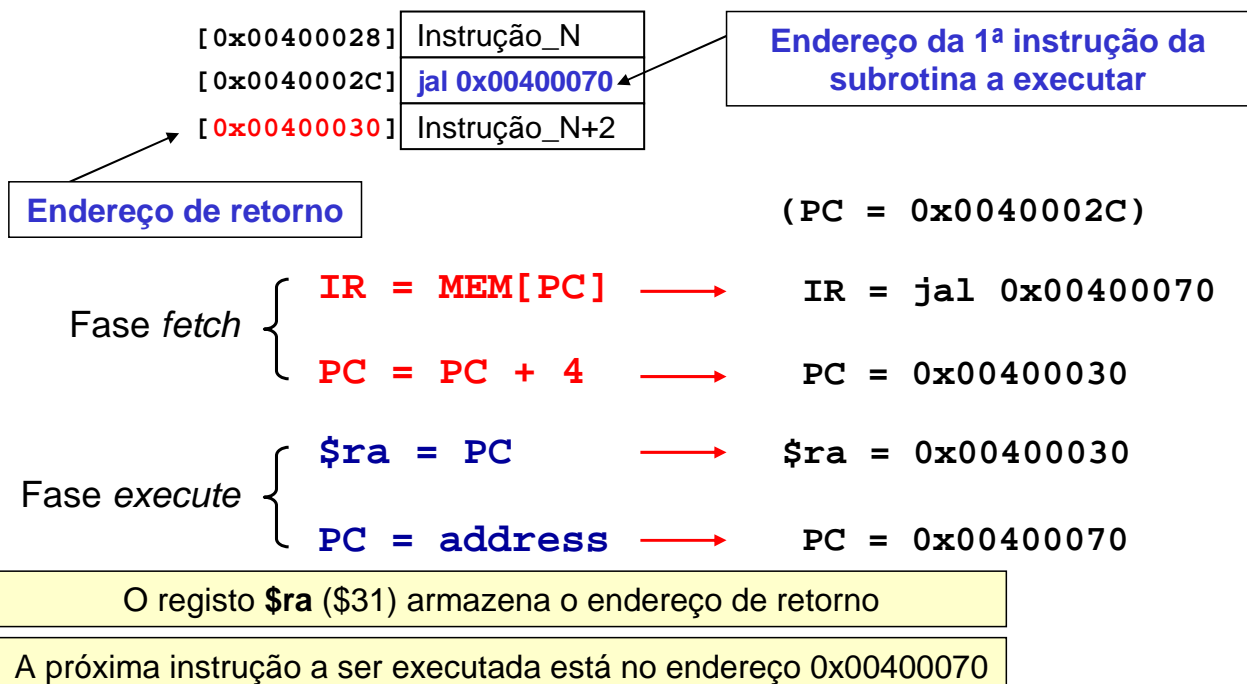 [0x00400028] Instrução_N
[0x0040002C] jal 0x00400070
[0x00400030] Instrução_N+2
Endereço da 1ª instrução da
subrotina a executar
Endereço de retorno
(PC = 0x0040002C)
Fase fetch
IR = MEM[PC] IR = jal 0x00400070
PC = PC + 4 PC = 0x00400030
Fase execute
$ra = PC $ra = 0x00400030
PC = address PC = 0x00400070
O registo $ra ($31) armazena o endereço de retorno
A próxima instrução a ser executada está no endereço 0x00400070